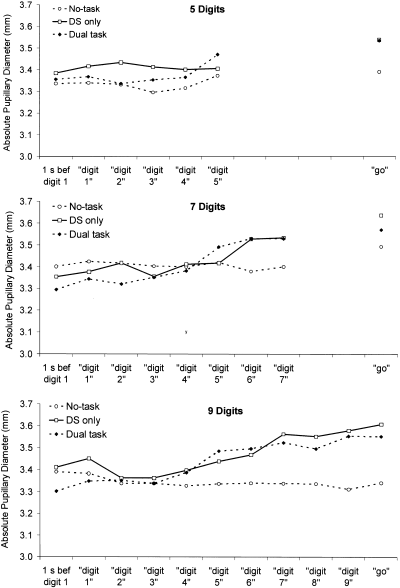 5 Digits
No-task
DS only
Dual task
Absolute Pupillary Diameter (mm)
3.7
3.6
3.5
3.4
3.3
3.2
3.1
3.0
1 s bef "digit "digit "digit "digit "digit "go"
digit 1 1" 2" 3" 4" 5"
7 Digits
No-task
DS only
Dual task
Absolute Pupillary Diameter (mm)
3.7
3.6
3.5
3.4
3.3
3.2
3.1
3.0
1 s bef "digit "digit "digit "digit "digit "digit "digit "go"
digit 1 1" 2" 3" 4" 5" 6" 7"
9 Digits
No-task
DS only
Dual task
Absolute Pupillary Diameter (mm)
3.7
3.6
3.5
3.4
3.3
3.2
3.1
3.0
1 s bef "digit "digit "digit "digit "digit "digit "digit "digit "digit "go"
digit 1 1" 2" 3" 4" 5" 6" 7" 8" 9"